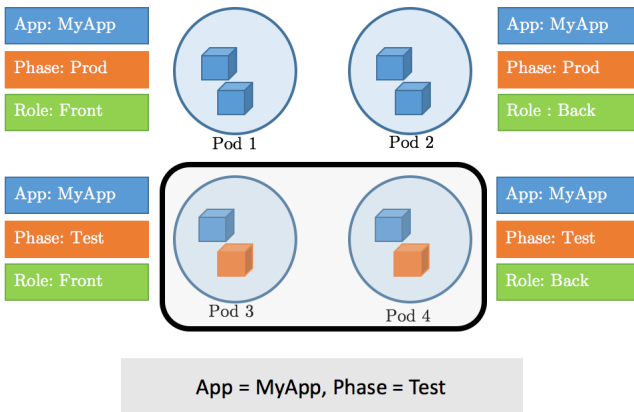 App: MyApp
Phase: Prod
Role: Front
Pod 1
Pod 2
App: MyApp
Phase: Prod
Role : Back
App: MyApp
Phase: Test
Role: Front
Pod 3
Pod 4
App: MyApp
Phase: Test
Role: Back
App = MyApp, Phase = Test